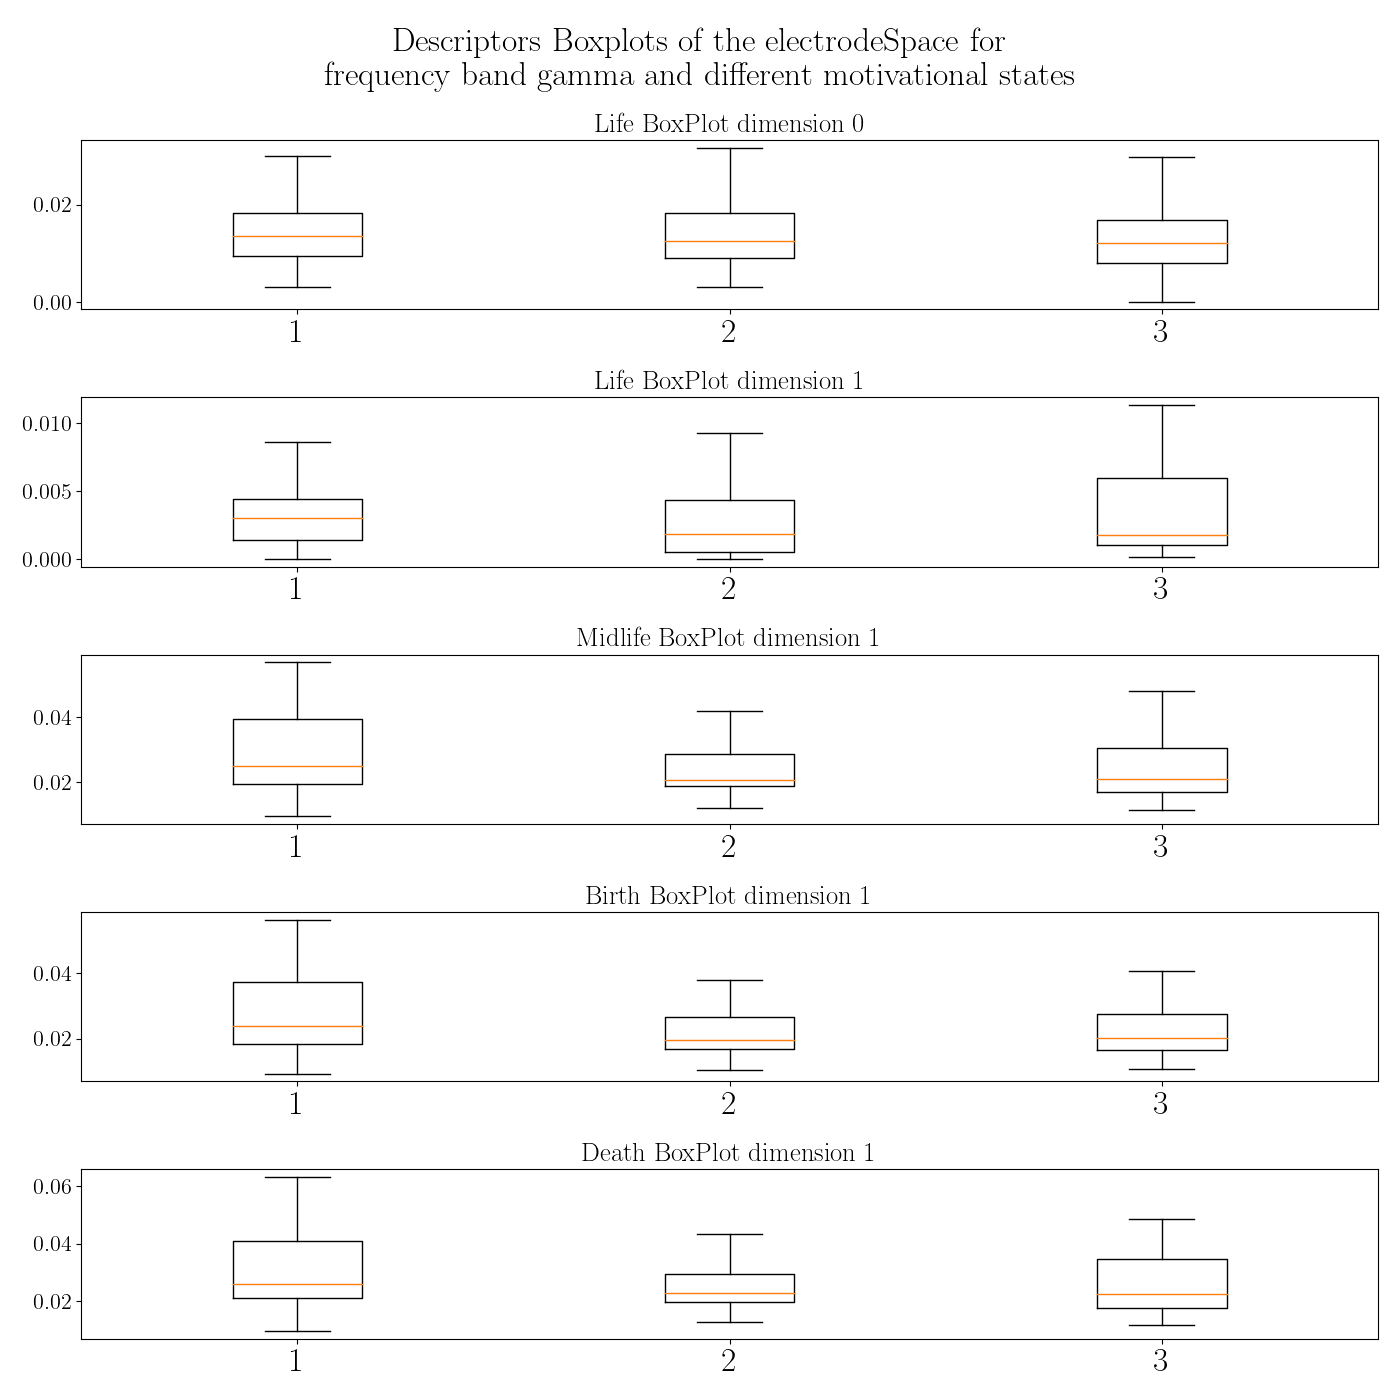 Descriptors Boxplots of the electrodeSpace for
frequency band gamma and different motivational states
Life BoxPlot dimension 0
0.02
0.00
1 2 3
Life BoxPlot dimension 1
0.010
0.005
0.000
1 2 3
Midlife BoxPlot dimension 1
0.04
0.02
1 2 3
Birth BoxPlot dimension 1
0.04
0.02
1 2 3
Death BoxPlot dimension 1
0.06
0.04
0.02
1 2 3